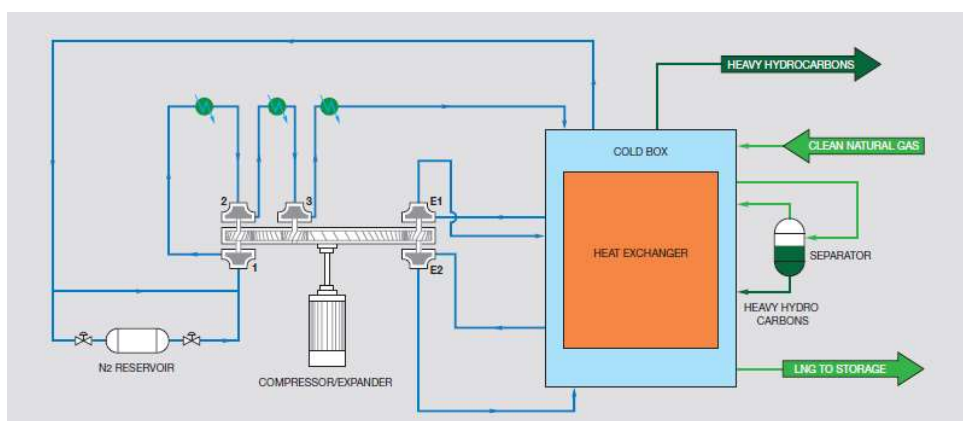 HEAVY HYDROCARBONS
CLEAN NATURAL GAS
COLD BOX
2
3
E1
HEAT EXCHANGER
SEPARATOR
1
E2
HEAVY HYDRO
CARBONS
N2 RESERVOIR
COMPRESSOR/EXPANDER
LNG TO STORAGE